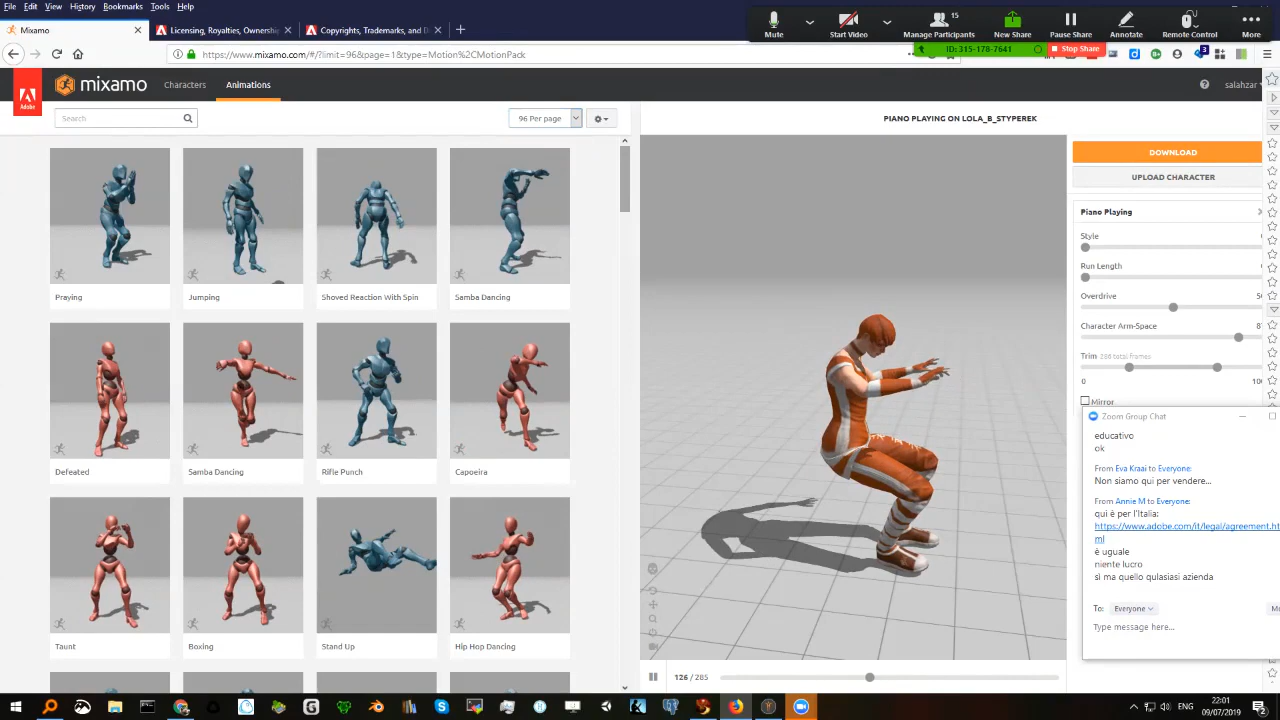 File Edit View History Bookmarks Tools Help
Mixamo
Licensing, Royalties, Ownership
Copyrights, Trademarks, and
https://www.mixamo.com/#/?limit=96&page=1&type=Motion%2CMotionPack
Mute
Start Video
15
Manage Participants
New Share
Pause Share
Annotate
Remote Control
More
ID: 315-178-7641
Stop Share
3
Adobe
mixamo
Characters
Animations
salahzar
Search
96 Per page
PIANO PLAYING ON LOLA_B_STYPEREK
DOWNLOAD
UPLOAD CHARACTER
Piano Playing
Style
Run Length
Overdrive
Character Arm-Space
Trim
0
Mirror
Praying
Jumping
Shoved Reaction With Spin
Samba Dancing
Defeated
Samba Dancing
Rifle Punch
Capoeira
Taunt
Boxing
Stand Up
Hip Hop Dancing
126 / 285
Zoom Group Chat
educativo
ok
From Eva Kraai to Everyone:
Non siamo qui per vendere...
From Annie M to Everyone:
qui è per l'Italia:
https://www.adobe.com/it/legal/agreement.ht
ml
è uguale
niente lucro
sì ma quello qulasiasi azienda
To: Everyone
Type message here...
ENG
22:01
09/07/2019